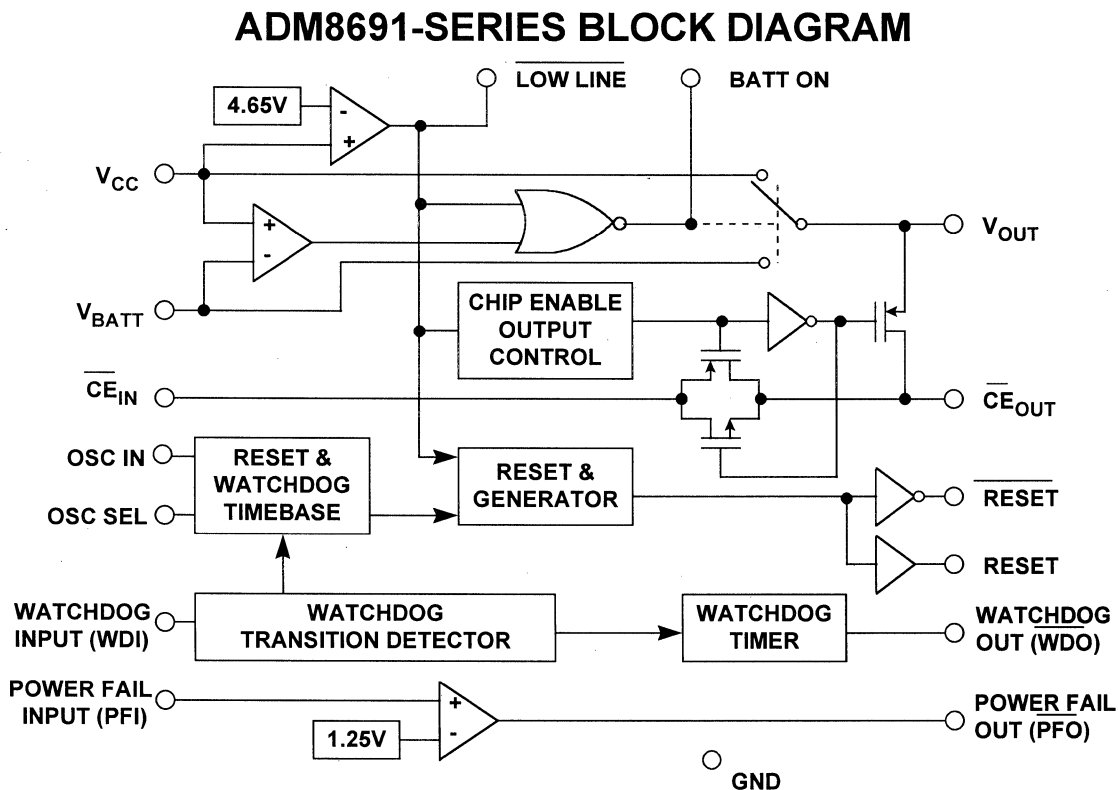 ADM8691-SERIES BLOCK DIAGRAM
LOW LINE
BATT ON
4.65V
-
+
VCC
+
-
VOUT
VBATT
CHIP ENABLE
OUTPUT
CONTROL
CEIN
CEOUT
OSC IN
OSC SEL
RESET &
WATCHDOG
TIMEBASE
RESET &
GENERATOR
RESET
RESET
WATCHDOG
INPUT (WDI)
WATCHDOG
TRANSITION DETECTOR
WATCHDOG
TIMER
WATCHDOG
OUT (WDO)
POWER FAIL
INPUT (PFI)
+
-
1.25V
POWER FAIL
OUT (PFO)
GND